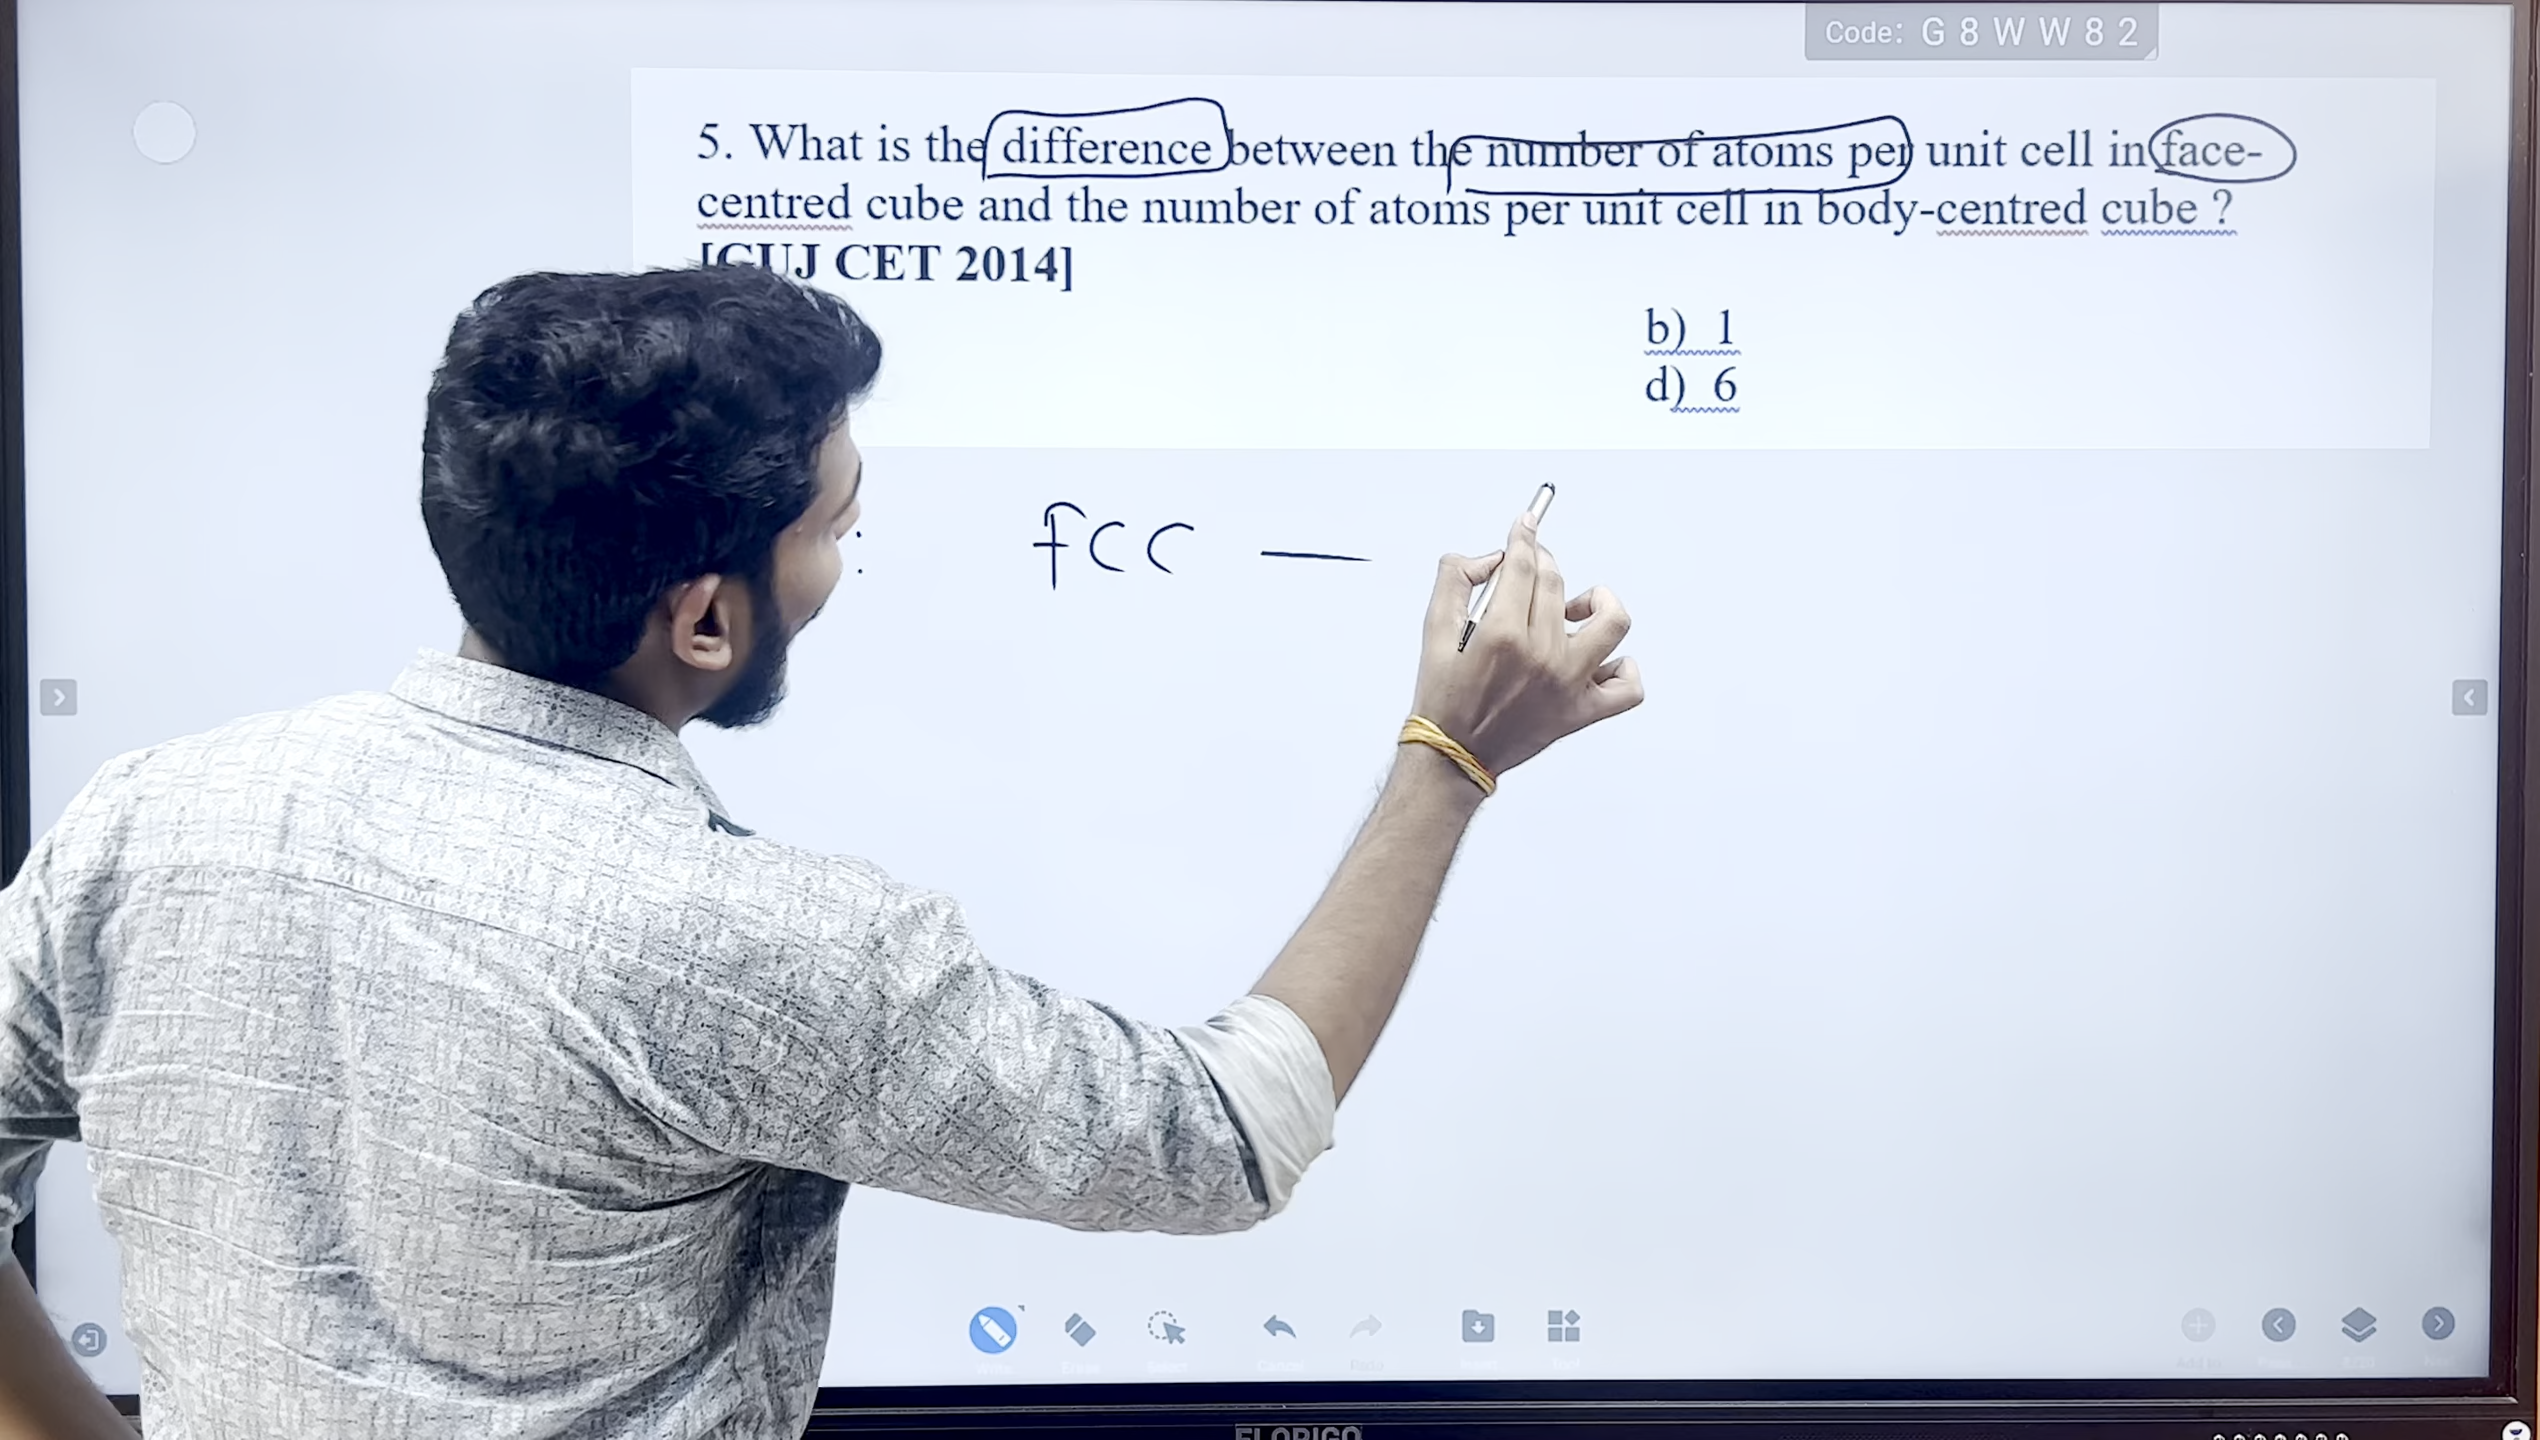 Code: G 8 W W 8 2
5. What is the difference between the number of atoms per unit cell in face-
centred cube and the number of atoms per unit cell in body-centred cube ?
[GUJ CET 2014]
b) 1
d) 6
: fcc —